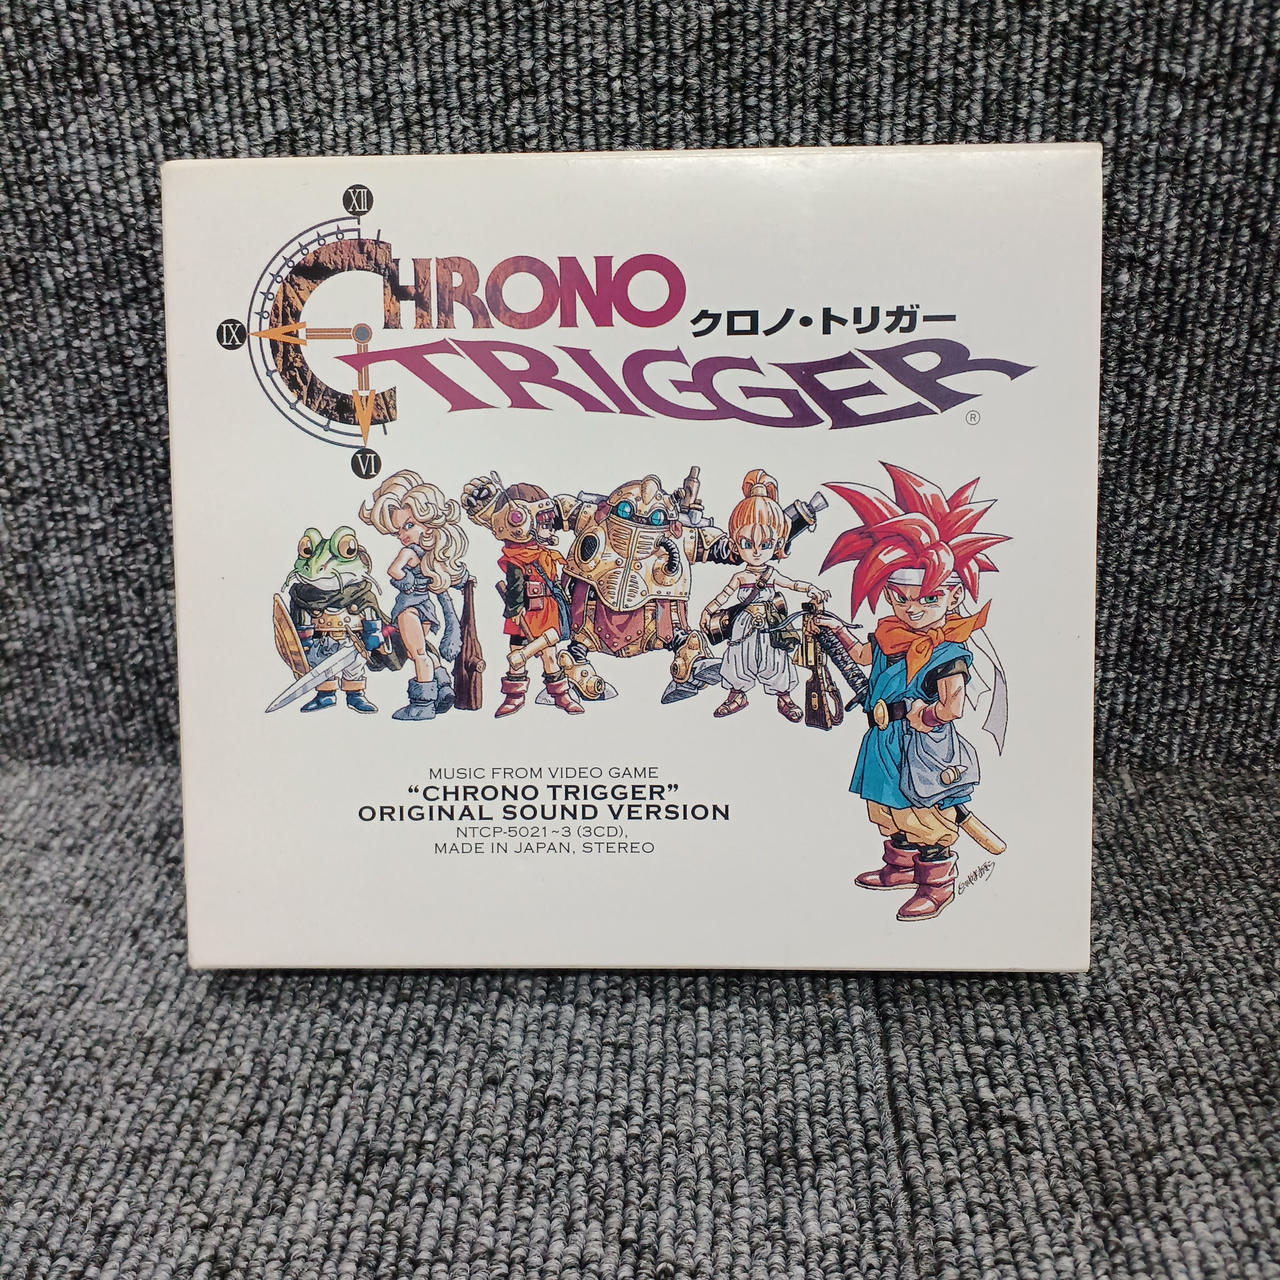 XII
CHRONO
クロノ・トリガー
IX
TRIGGER
®
VI
MUSIC FROM VIDEO GAME
“CHRONO TRIGGER”
ORIGINAL SOUND VERSION
NTCP-5021~3 (3CD),
MADE IN JAPAN, STEREO